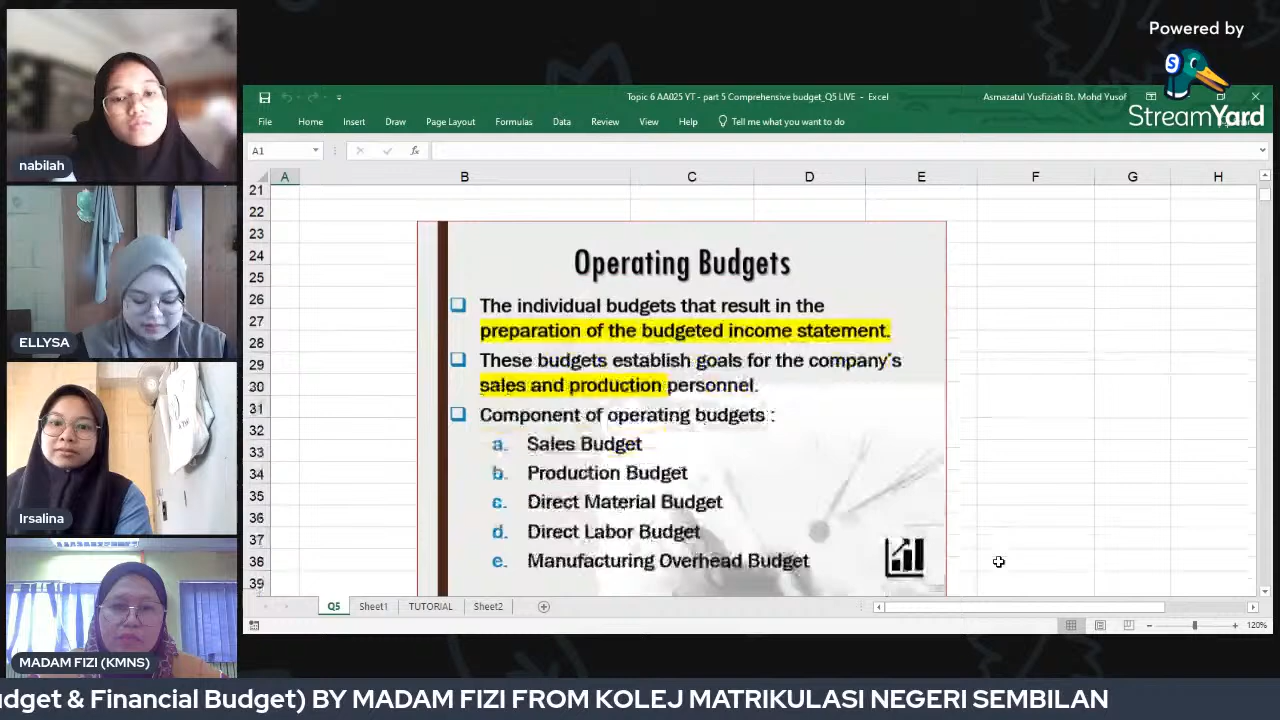 Powered by
StreamYard
nabilah
ELLYSA
Irsalina
MADAM FIZI (KMNS)
Topic 6 AA025 YT - part 5 Comprehensive budget_Q5 LIVE - Excel
Asmazatul Yusfiziati Bt. Mohd Yusof
File Home Insert Draw Page Layout Formulas Data Review View Help Tell me what you want to do
A1
fx
A B C D E F G H
21
22
23
24
25
26
27
28
29
30
31
32
33
34
35
36
37
38
39
Operating Budgets
The individual budgets that result in the
preparation of the budgeted income statement.
These budgets establish goals for the company's
sales and production personnel.
Component of operating budgets :
a. Sales Budget
b. Production Budget
c. Direct Material Budget
d. Direct Labor Budget
e. Manufacturing Overhead Budget
Q5 Sheet1 TUTORIAL Sheet2
120%
udget & Financial Budget) BY MADAM FIZI FROM KOLEJ MATRIKULASI NEGERI SEMBILAN